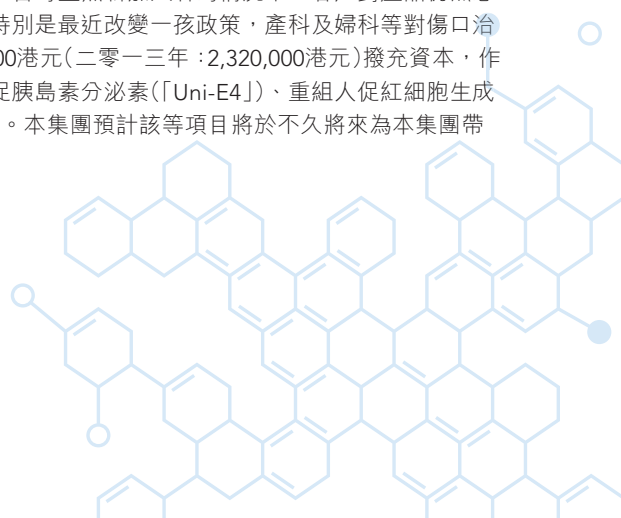 特別是最近改變一孩政策，產科及婦科等對傷口治
00港元(二零一三年：2,320,000港元)撥充資本，作
促胰島素分泌素(「Uni-E4」)、重組人促紅細胞生成
。本集團預計該等項目將於不久將來為本集團帶